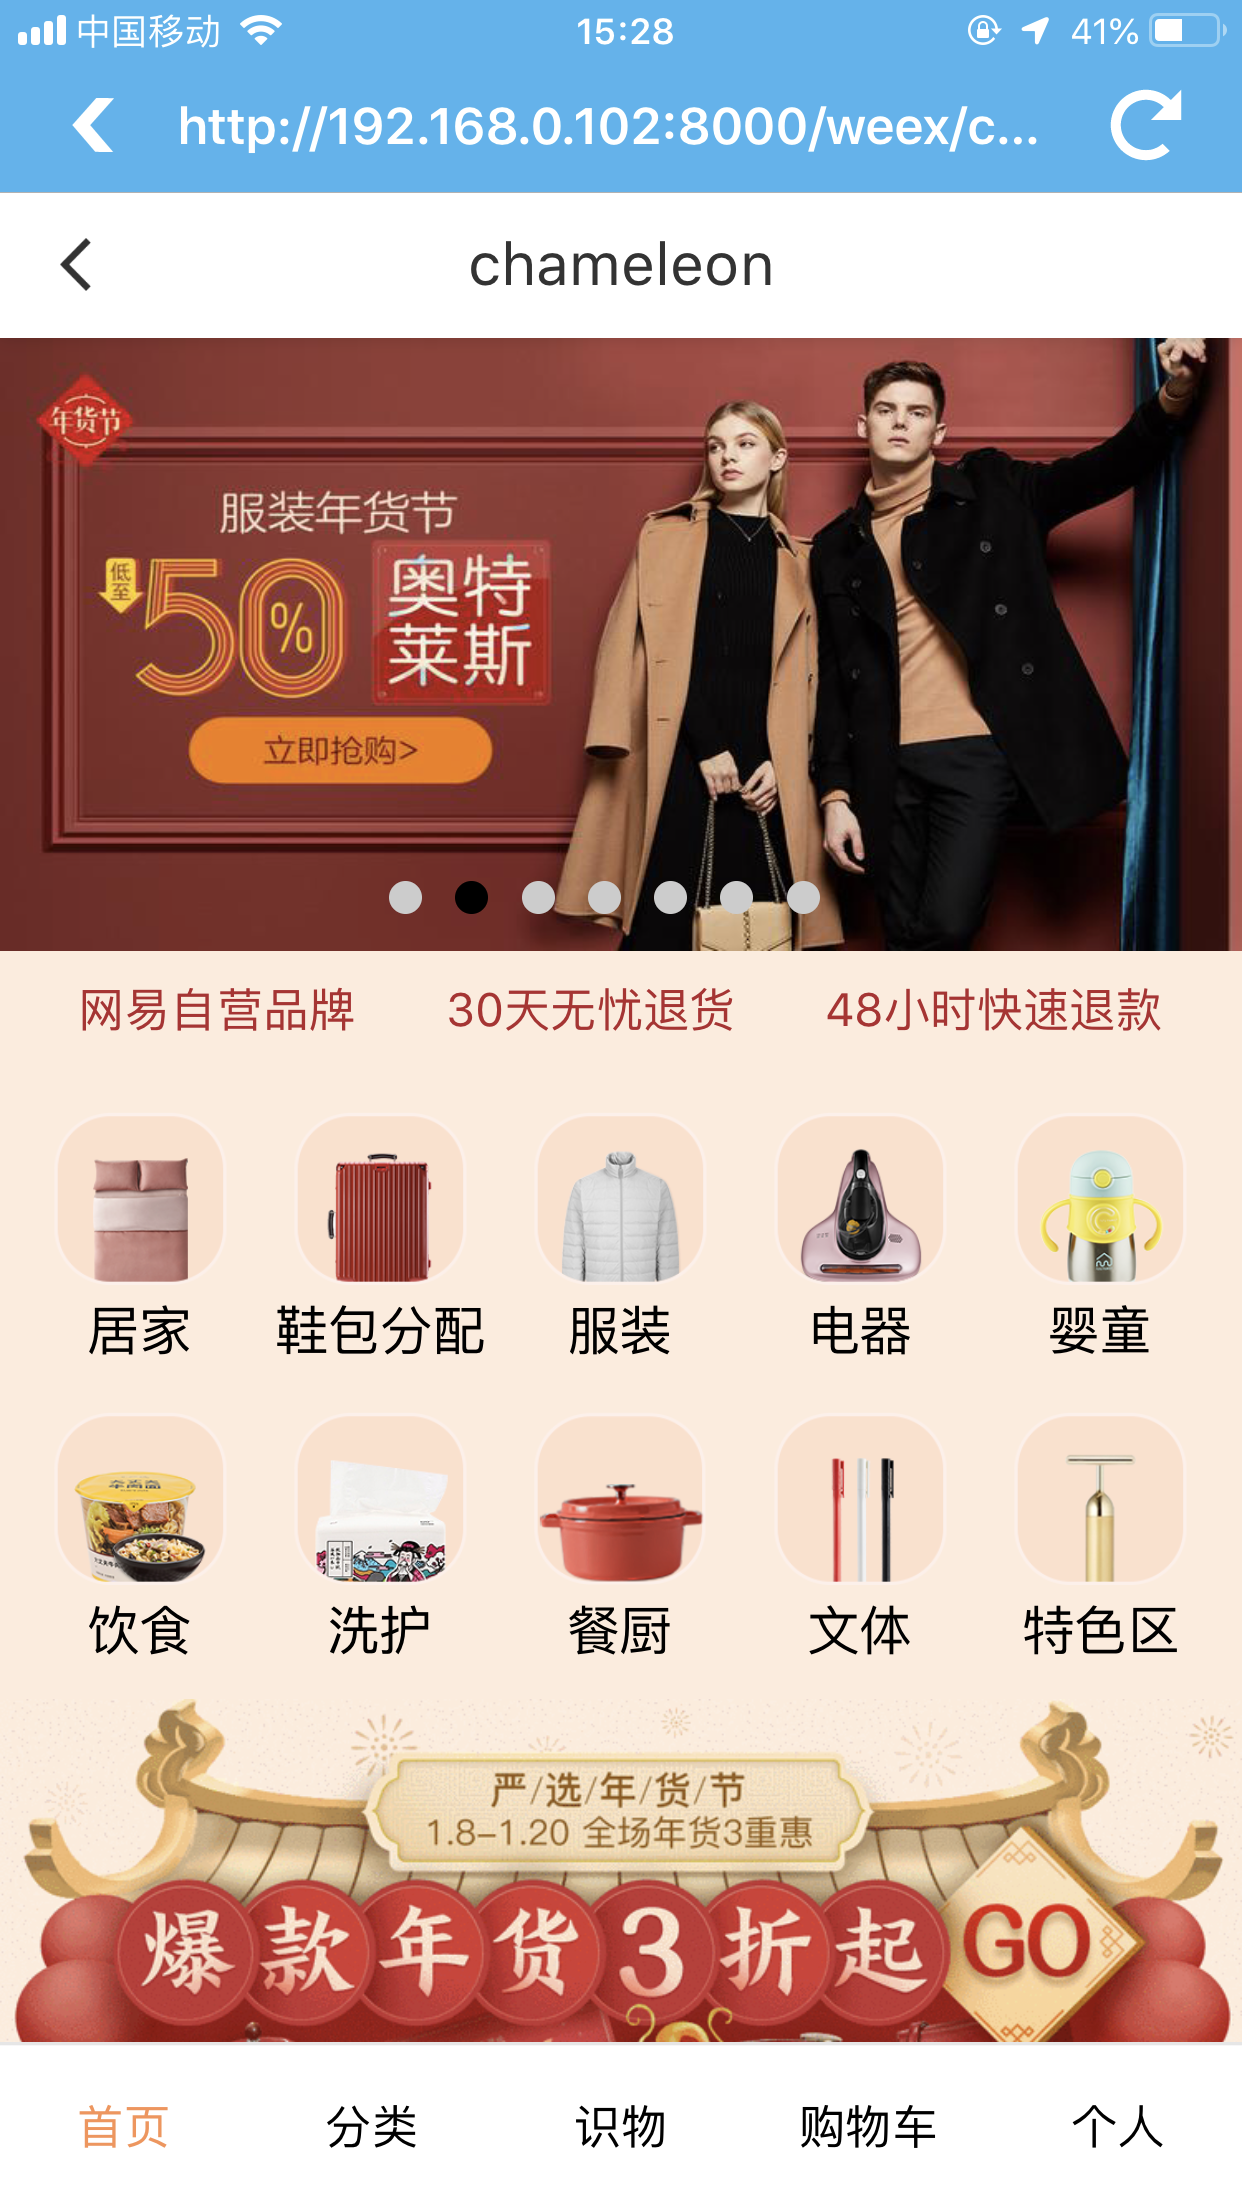 中国移动
15:28
41%
http://192.168.0.102:8000/weex/c...
chameleon
年货节
服装年货节
低至
50%
奥特
莱斯
立即抢购>
网易自营品牌 30天无忧退货 48小时快速退款
居家 鞋包分配 服装 电器 婴童
饮食 洗护 餐厨 文体 特色区
严/选/年/货/节
1.8-1.20 全场年货3重惠
爆款年货3折起 GO
首页 分类 识物 购物车 个人